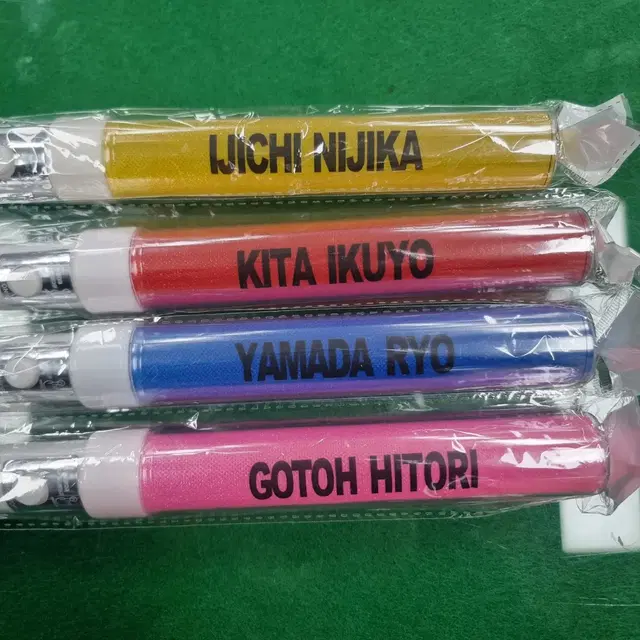 IJICHI NIJIKA
KITA IKUYO
YAMADA RYO
GOTOH HITORI